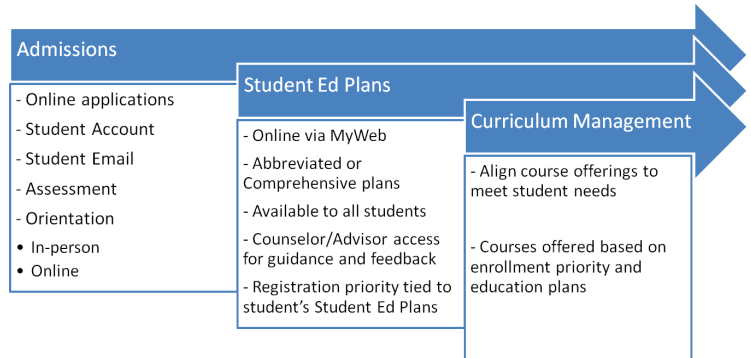 Admissions
- Online applications
- Student Account
- Student Email
- Assessment
- Orientation
• In-person
• Online
Student Ed Plans
- Online via MyWeb
- Abbreviated or
Comprehensive plans
- Available to all students
- Counselor/Advisor access
for guidance and feedback
- Registration priority tied to
student’s Student Ed Plans
Curriculum Management
- Align course offerings to
meet student needs
- Courses offered based on
enrollment priority and
education plans